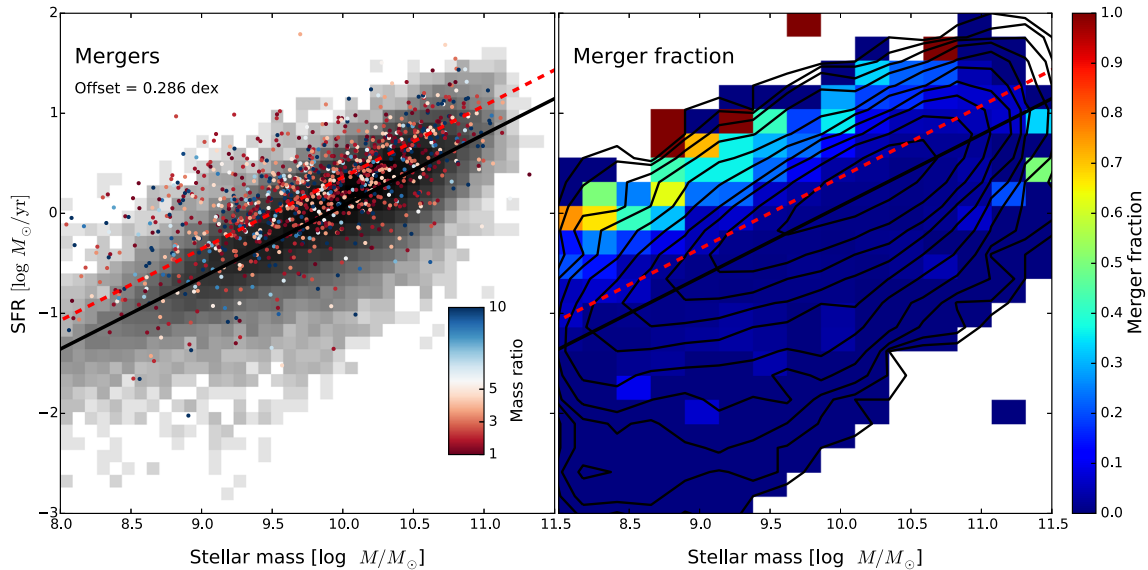 Mergers
Offset = 0.286 dex
SFR [log M⊙/yr]
2
1
0
−1
−2
−3
8.0 8.5 9.0 9.5 10.0 10.5 11.0 11.5
Stellar mass [log M/M⊙]
10
5
3
1
Mass ratio
Merger fraction
8.5 9.0 9.5 10.0 10.5 11.0 11.5
Stellar mass [log M/M⊙]
1.0
0.9
0.8
0.7
0.6
0.5
0.4
0.3
0.2
0.1
0.0
Merger fraction